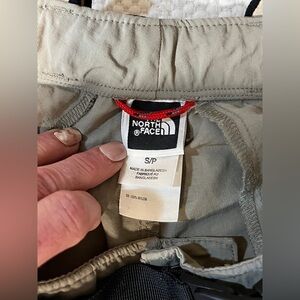 THE
NORTH
FACE
®
S/P
MADE IN BANGLADESH
FABRIQUÉ AU
BANGLADESH